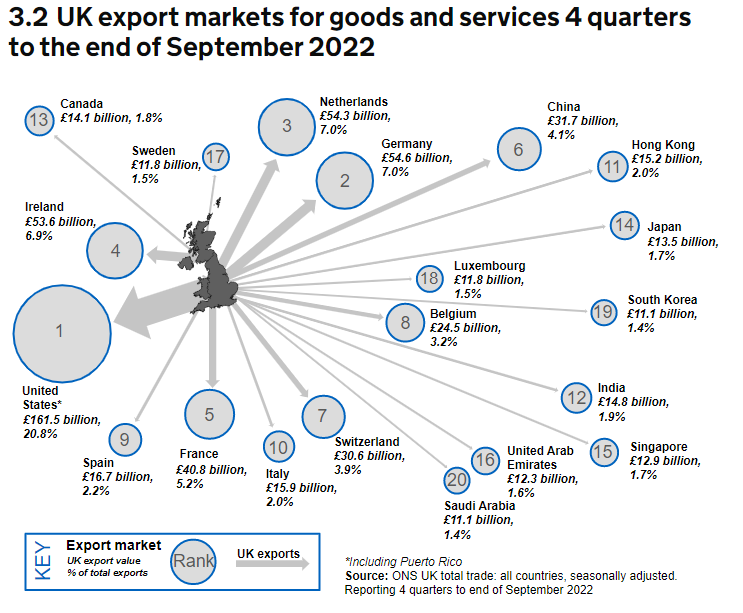 3.2 UK export markets for goods and services 4 quarters
to the end of September 2022
Canada
£14.1 billion, 1.8%
13
Sweden
£11.8 billion,
1.5%
17
Netherlands
£54.3 billion,
7.0%
3
Germany
£54.6 billion,
7.0%
2
China
£31.7 billion,
4.1%
6
Hong Kong
£15.2 billion,
2.0%
11
Ireland
£53.6 billion,
6.9%
4
Japan
£13.5 billion,
1.7%
14
Luxembourg
£11.8 billion,
1.5%
18
South Korea
£11.1 billion,
1.4%
19
Belgium
£24.5 billion,
3.2%
8
1
United
States*
£161.5 billion,
20.8%
India
£14.8 billion,
1.9%
12
9
Spain
£16.7 billion,
2.2%
5
France
£40.8 billion,
5.2%
10
Italy
£15.9 billion,
2.0%
7
Switzerland
£30.6 billion,
3.9%
20
Saudi Arabia
£11.1 billion,
1.4%
16
United Arab
Emirates
£12.3 billion,
1.6%
15
Singapore
£12.9 billion,
1.7%
KEY
Export market
UK export value
% of total exports
Rank
UK exports
*Including Puerto Rico
Source: ONS UK total trade: all countries, seasonally adjusted.
Reporting 4 quarters to end of September 2022